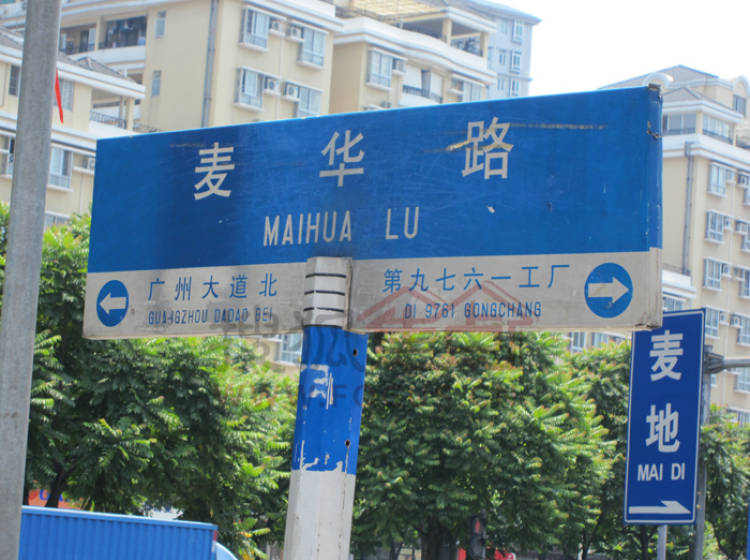 麦华路
MAIHUA LU
广州大道北
GUANGZHOU DADAO BEI
第九七六一工厂
DI 9761 GONGCHANG
麦地
MAI DI